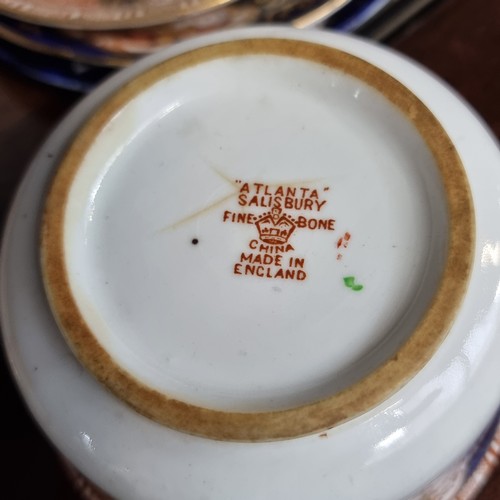 "ATLANTA"
SALISBURY
FINE BONE
CHINA
MADE IN
ENGLAND